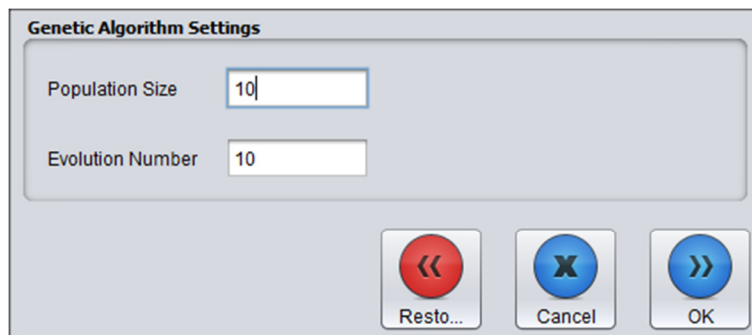 Genetic Algorithm Settings
Population Size 10
Evolution Number 10
Resto... Cancel OK